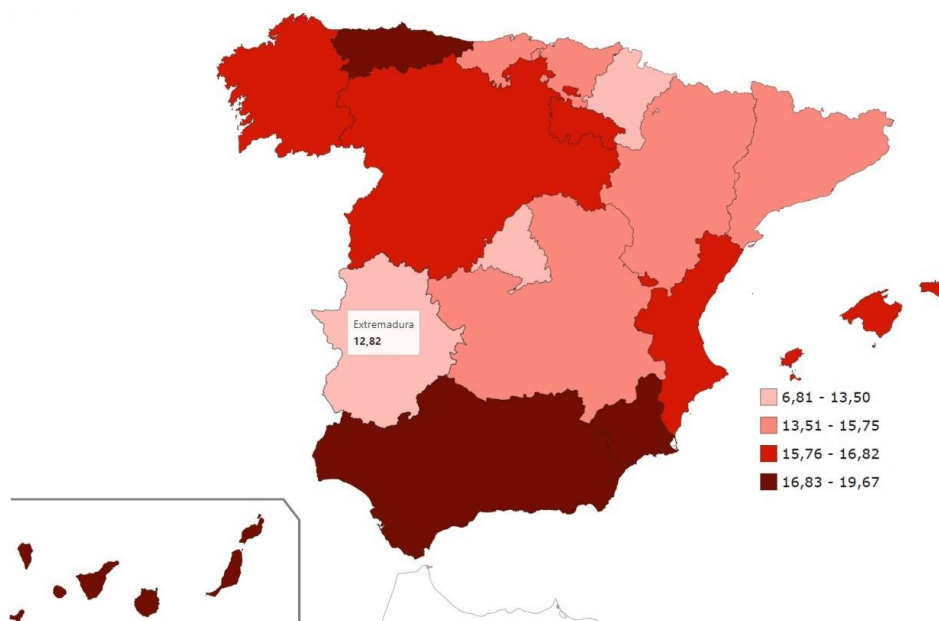 Extremadura
12,82
6,81 - 13,50
13,51 - 15,75
15,76 - 16,82
16,83 - 19,67